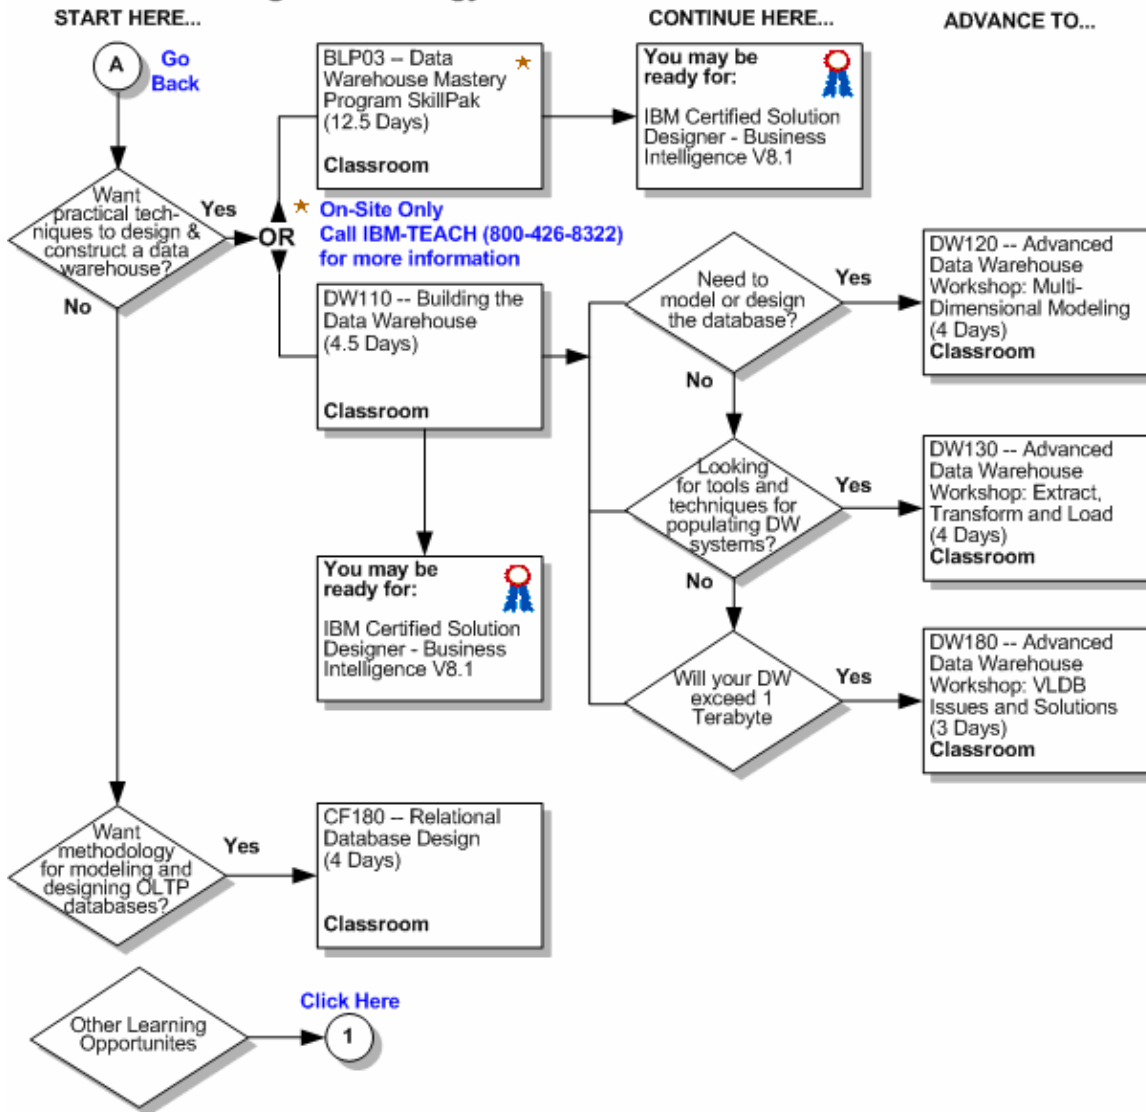 START HERE...
CONTINUE HERE...
ADVANCE TO...
A
Go
Back
Want
practical tech-
niques to design &
construct a data
warehouse?
Yes
No
OR
BLP03 -- Data
Warehouse Mastery
Program SkillPak
(12.5 Days)
Classroom
You may be
ready for:
IBM Certified Solution
Designer - Business
Intelligence V8.1
On-Site Only
Call IBM-TEACH (800-426-8322)
for more information
DW110 -- Building the
Data Warehouse
(4.5 Days)
Classroom
You may be
ready for:
IBM Certified Solution
Designer - Business
Intelligence V8.1
Need to
model or design
the database?
Yes
No
DW120 -- Advanced
Data Warehouse
Workshop: Multi-
Dimensional Modeling
(4 Days)
Classroom
Looking
for tools and
techniques for
populating DW
systems?
Yes
No
DW130 -- Advanced
Data Warehouse
Workshop: Extract,
Transform and Load
(4 Days)
Classroom
Will your DW
exceed 1
Terabyte
Yes
DW180 -- Advanced
Data Warehouse
Workshop: VLDB
Issues and Solutions
(3 Days)
Classroom
Want
methodology
for modeling and
designing OLTP
databases?
Yes
CF180 -- Relational
Database Design
(4 Days)
Classroom
Other Learning
Opportunites
Click Here
1